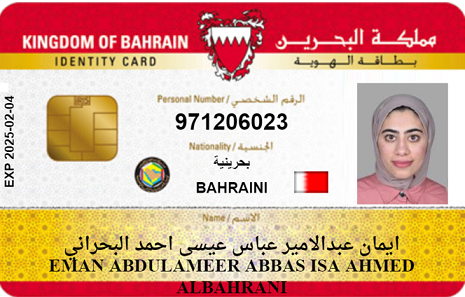 KINGDOM OF BAHRAIN
مملكة البحرين
IDENTITY CARD
بطاقة الهوية
Personal Number / الرقم الشخصي
971206023
Nationality / الجنسية
بحرينية
BAHRAINI
EXP 2025-02-04
Name / الاسم
ايمان عبدالامير عباس عيسى احمد البحراني
EMAN ABDULAMEER ABBAS ISA AHMED
ALBAHRANI